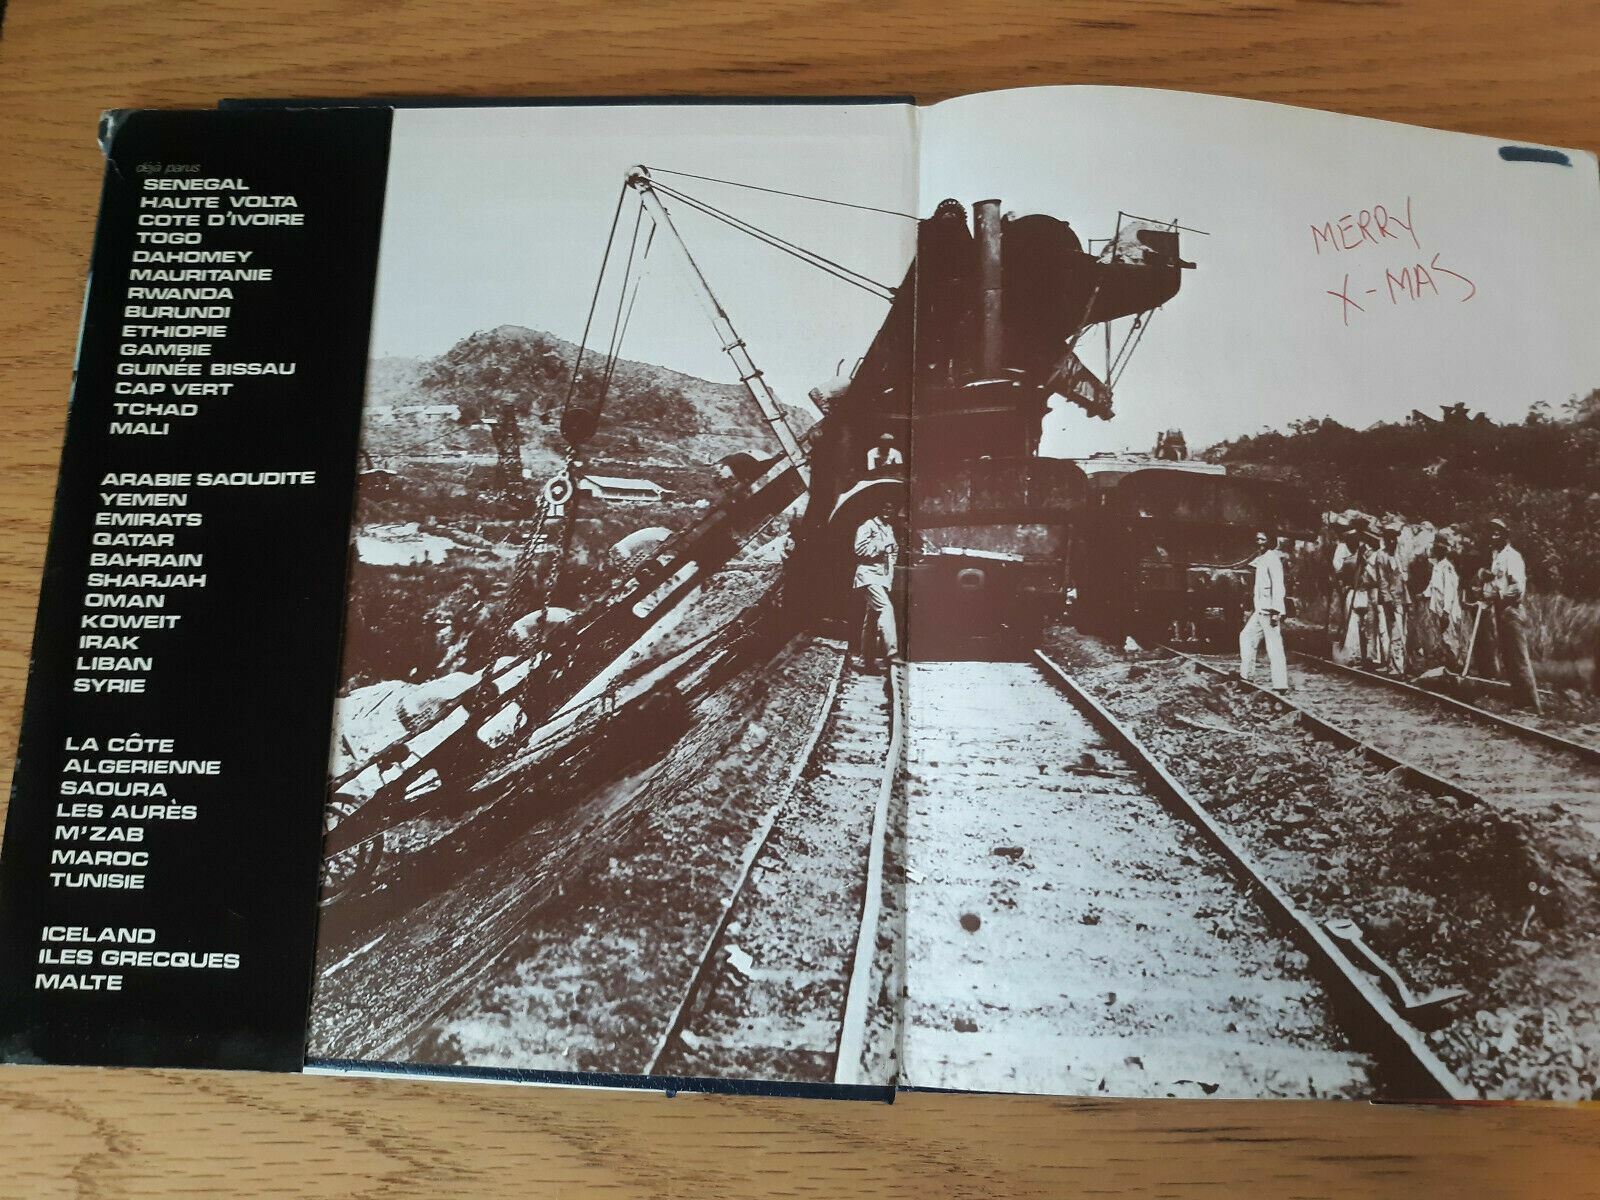 déjà parus
SENEGAL
HAUTE VOLTA
COTE D'IVOIRE
TOGO
DAHOMEY
MAURITANIE
RWANDA
BURUNDI
ETHIOPIE
GAMBIE
GUINÉE BISSAU
CAP VERT
TCHAD
MALI
ARABIE SAOUDITE
YEMEN
EMIRATS
QATAR
BAHRAIN
SHARJAH
OMAN
KOWEIT
IRAK
LIBAN
SYRIE
LA CÔTE
ALGERIENNE
SAOURA
LES AURÈS
M'ZAB
MAROC
TUNISIE
ICELAND
ILES GRECQUES
MALTE
MERRY
X-MAS